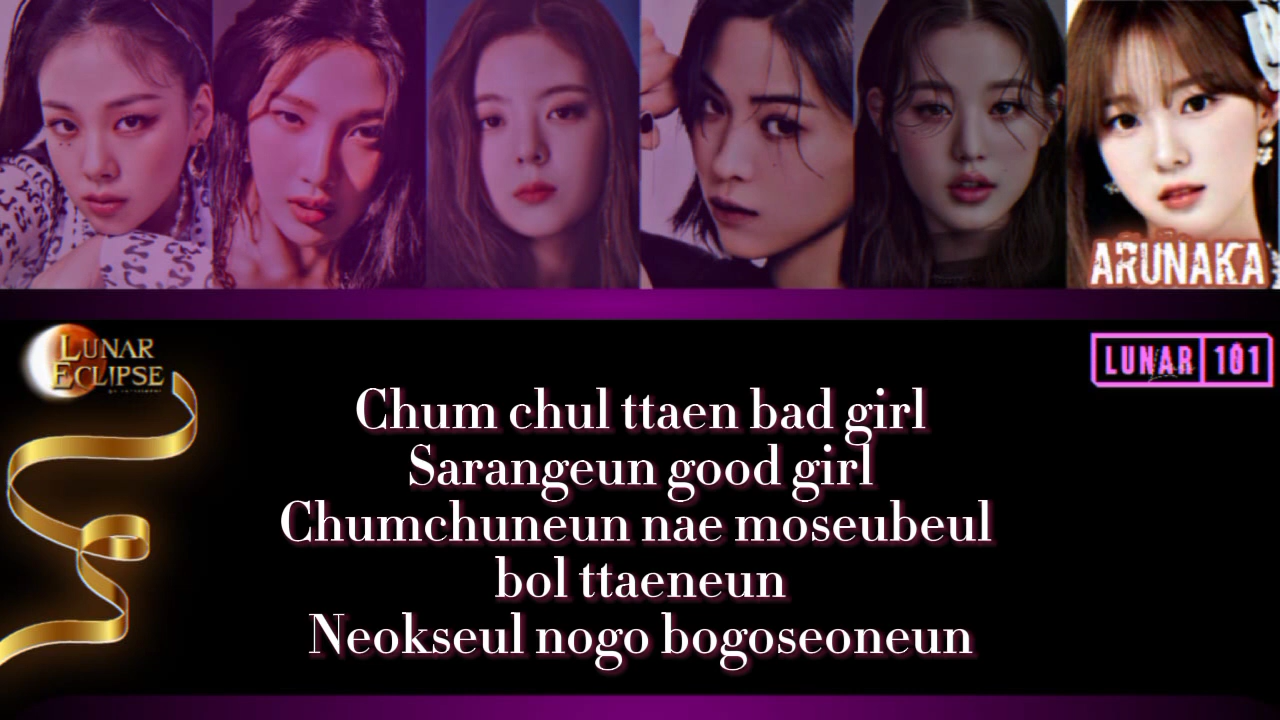 ARUNAKA
LUNAR
ECLIPSE
LUNAR 101
Chum chul ttaen bad girl
Sarangeun good girl
Chumchuneun nae moseubeul
bol ttaeneun
Neokseul nogo bogoseoneun